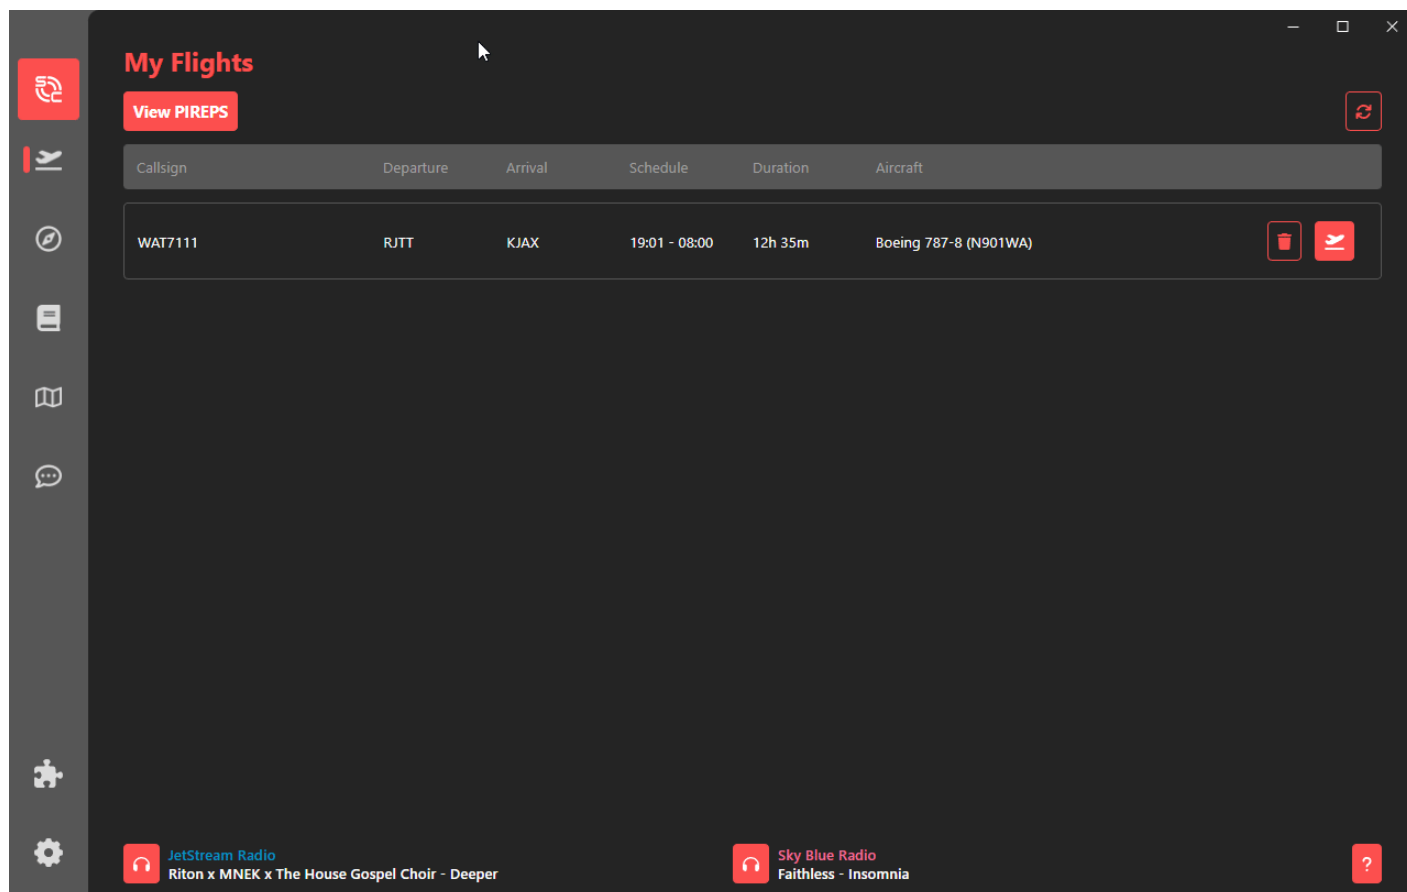 My Flights
View PIREPS
Callsign Departure Arrival Schedule Duration Aircraft
WAT7111 RJTT KJAX 19:01 - 08:00 12h 35m Boeing 787-8 (N901WA)
JetStream Radio
Riton x MNEK x The House Gospel Choir - Deeper
Sky Blue Radio
Faithless - Insomnia
?